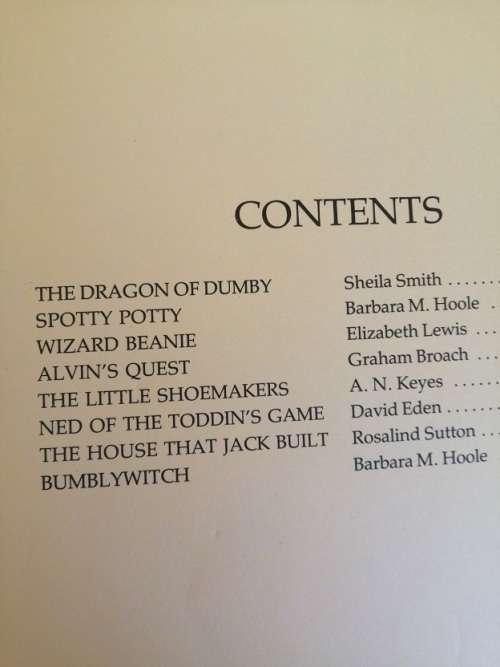 CONTENTS
THE DRAGON OF DUMBY Sheila Smith .......
SPOTTY POTTY Barbara M. Hoole .
WIZARD BEANIE Elizabeth Lewis ....
ALVIN'S QUEST Graham Broach ...
THE LITTLE SHOEMAKERS A. N. Keyes ......
NED OF THE TODDIN'S GAME David Eden .......
THE HOUSE THAT JACK BUILT Rosalind Sutton ...
BUMBLYWITCH Barbara M. Hoole